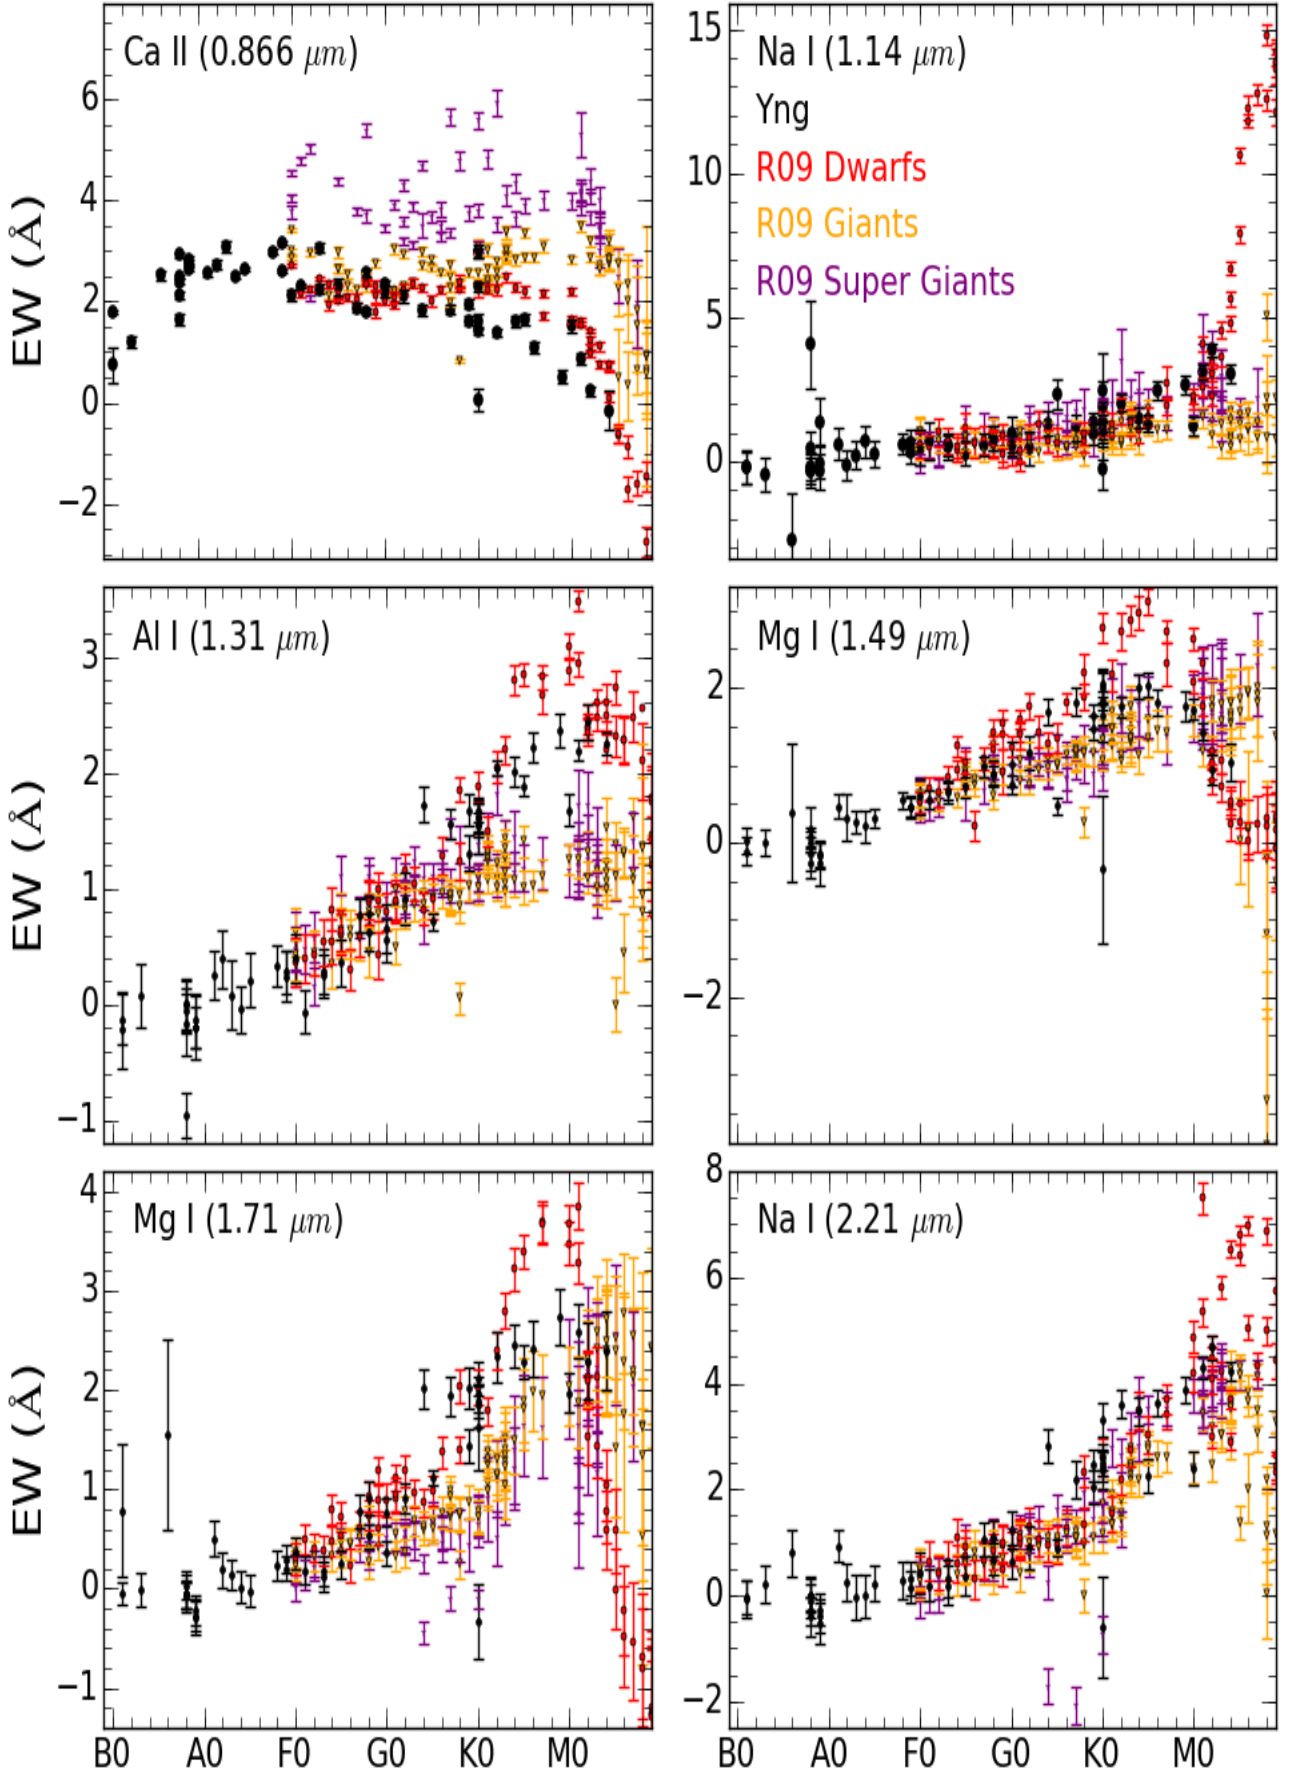 Ca II (0.866 μm)
6
4
2
0
−2
EW (Å)
Na I (1.14 μm)
Yng
R09 Dwarfs
R09 Giants
R09 Super Giants
15
10
5
0
Al I (1.31 μm)
3
2
1
0
−1
EW (Å)
Mg I (1.49 μm)
2
0
−2
Mg I (1.71 μm)
4
3
2
1
0
−1
EW (Å)
B0 A0 F0 G0 K0 M0
Na I (2.21 μm)
8
6
4
2
0
−2
B0 A0 F0 G0 K0 M0